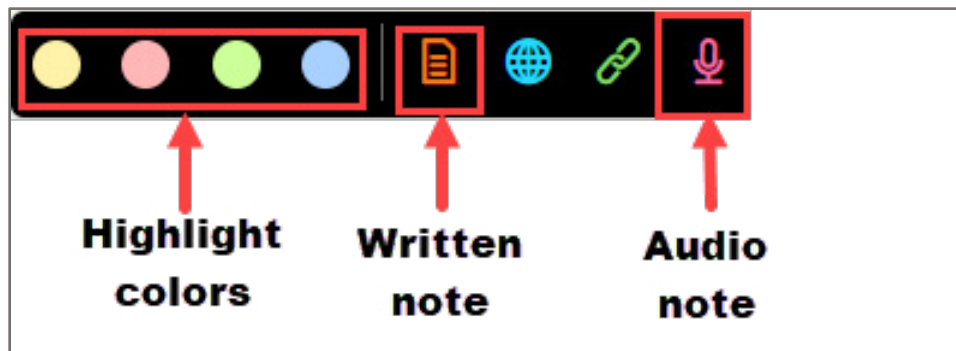 Highlight
colors
Written
note
Audio
note